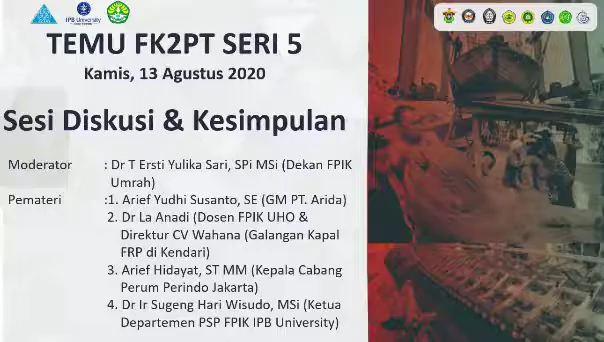 IPB University
TEMU FK2PT SERI 5
Kamis, 13 Agustus 2020
Sesi Diskusi & Kesimpulan
Moderator : Dr T Ersti Yulika Sari, SPi MSi (Dekan FPIK
Umrah)
Pemateri :1. Arief Yudhi Susanto, SE (GM PT. Arida)
2. Dr La Anadi (Dosen FPIK UHO &
Direktur CV Wahana (Galangan Kapal
FRP di Kendari)
3. Arief Hidayat, ST MM (Kepala Cabang
Perum Perindo Jakarta)
4. Dr Ir Sugeng Hari Wisudo, MSi (Ketua
Departemen PSP FPIK IPB University)